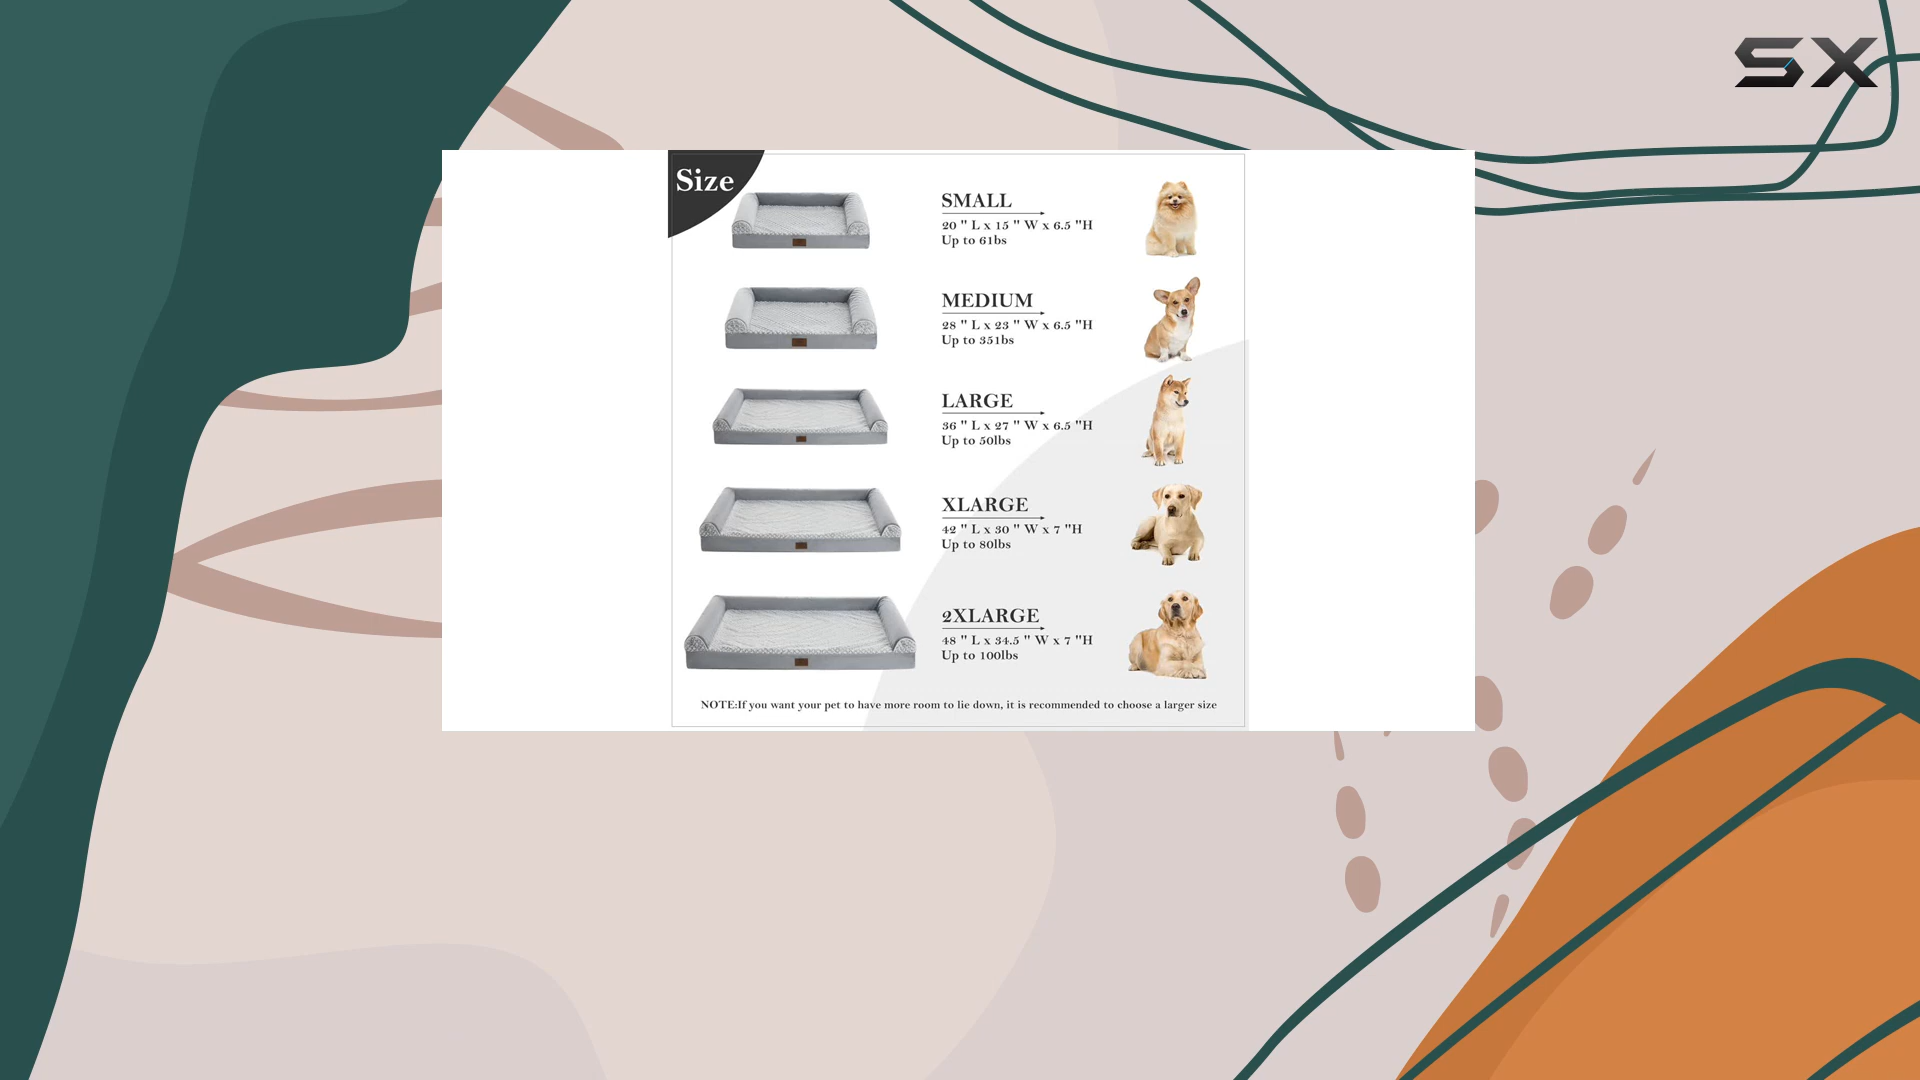 SX
Size
SMALL
20 " L x 15 " W x 6.5 "H
Up to 61bs
MEDIUM
28 " L x 23 " W x 6.5 "H
Up to 351bs
LARGE
36 " L x 27 " W x 6.5 "H
Up to 50lbs
XLARGE
42 " L x 30 " W x 7 "H
Up to 80lbs
2XLARGE
48 " L x 34.5 " W x 7 "H
Up to 100lbs
NOTE:If you want your pet to have more room to lie down, it is recommended to choose a larger size